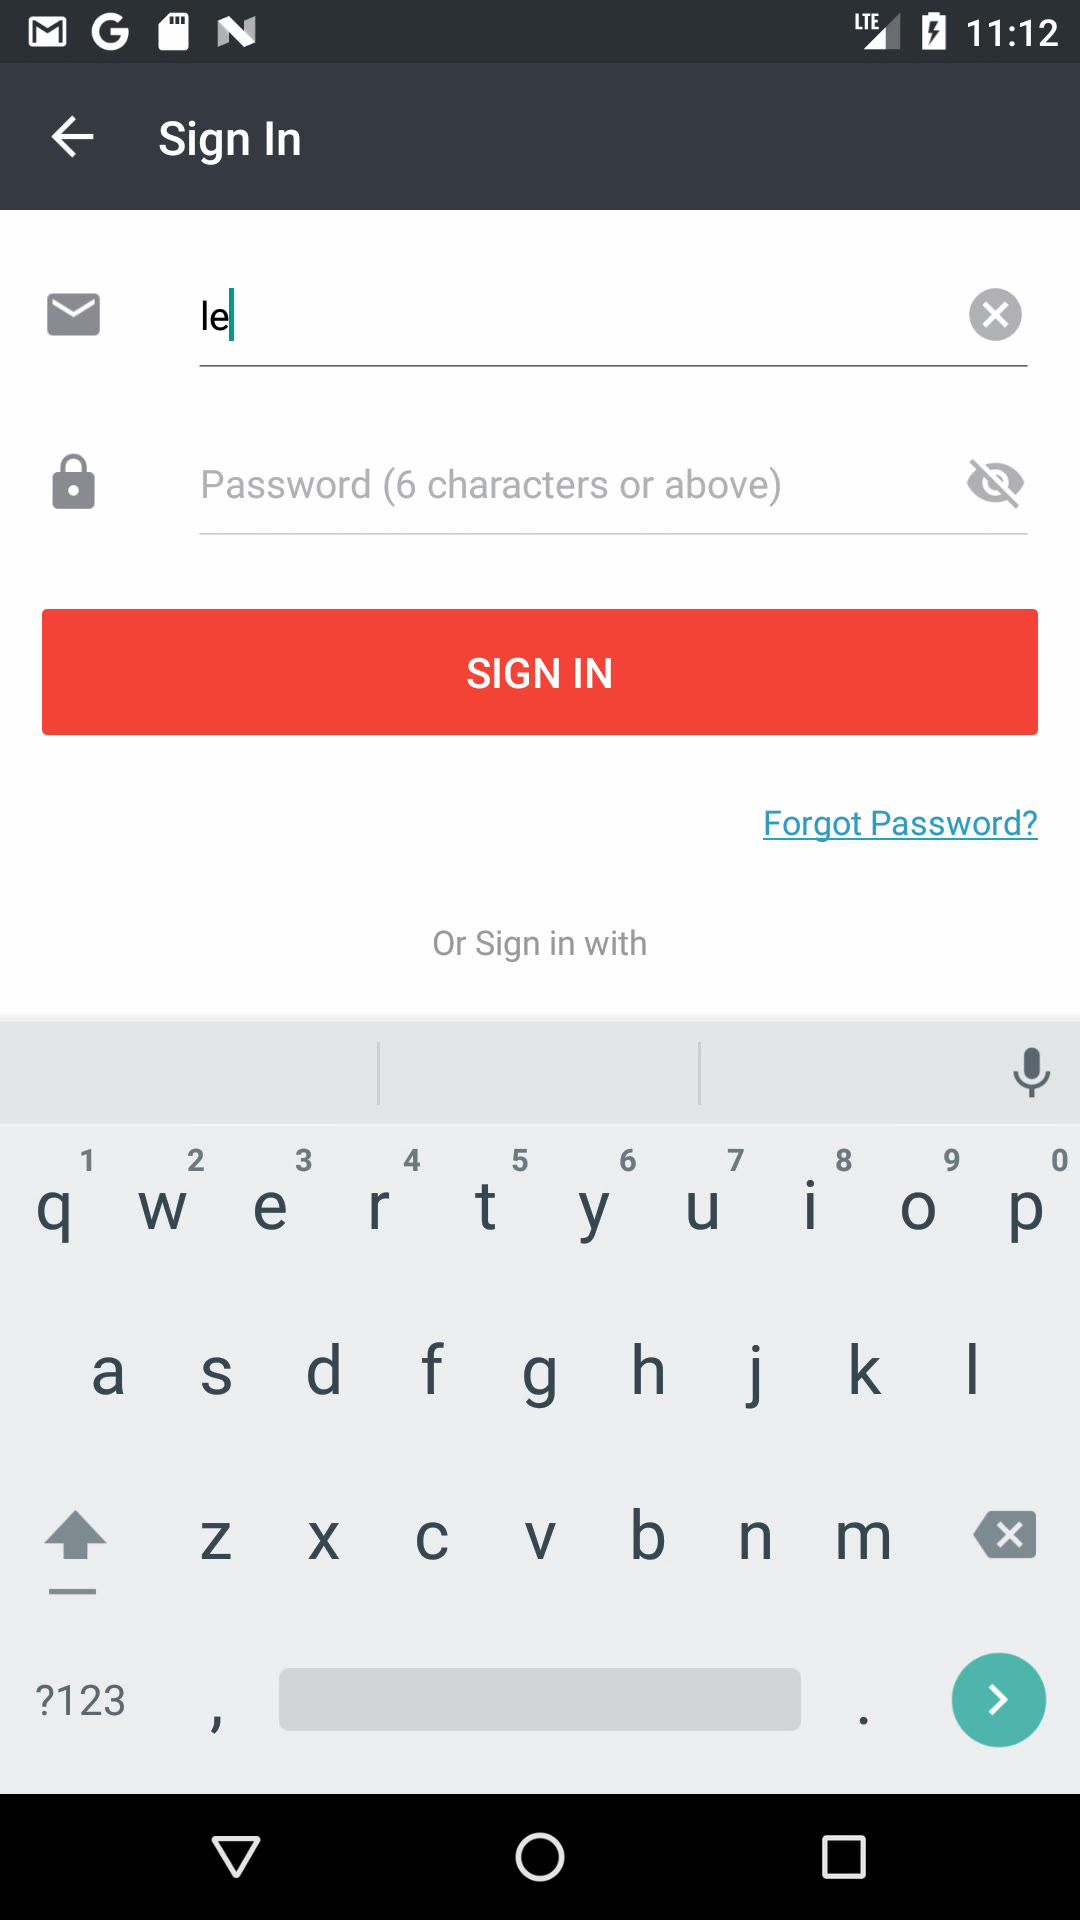 LTE 11:12
Sign In
le
Password (6 characters or above)
SIGN IN
Forgot Password?
Or Sign in with
1 2 3 4 5 6 7 8 9 0
q w e r t y u i o p
a s d f g h j k l
z x c v b n m
?123 , .